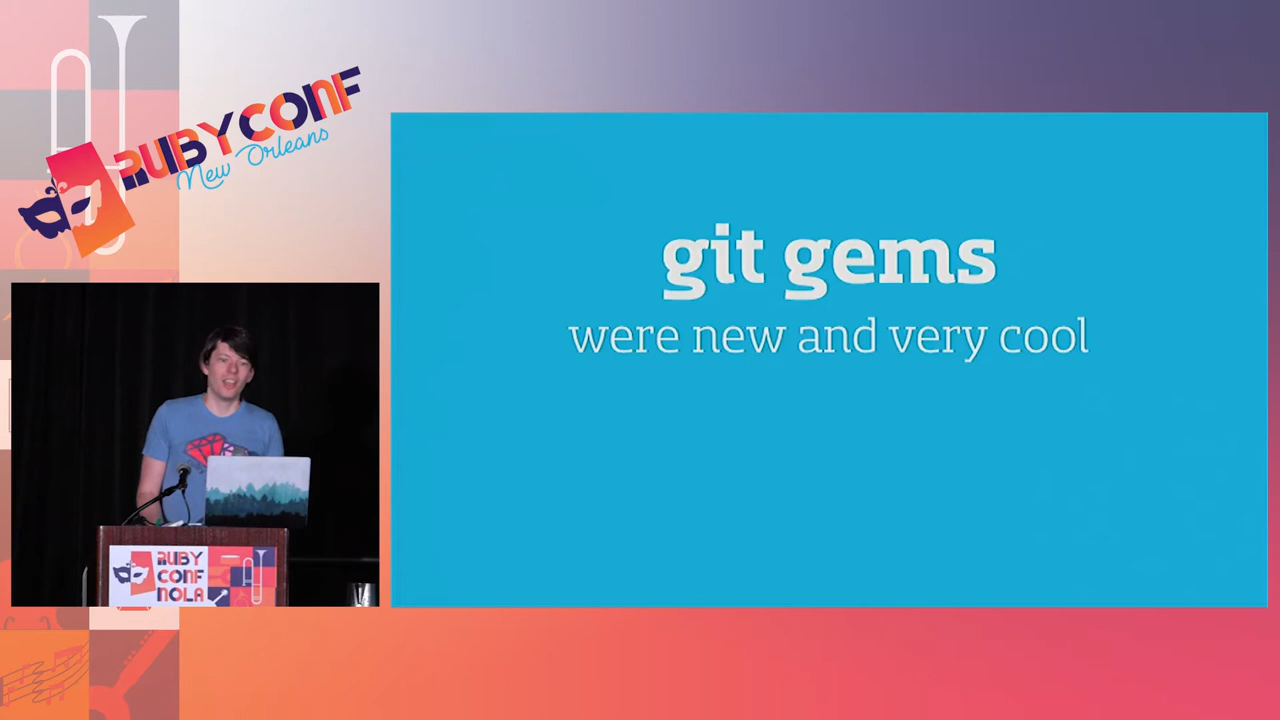 RUBYCONF
New Orleans
git gems
were new and very cool
RUBY
CONF
NOLA